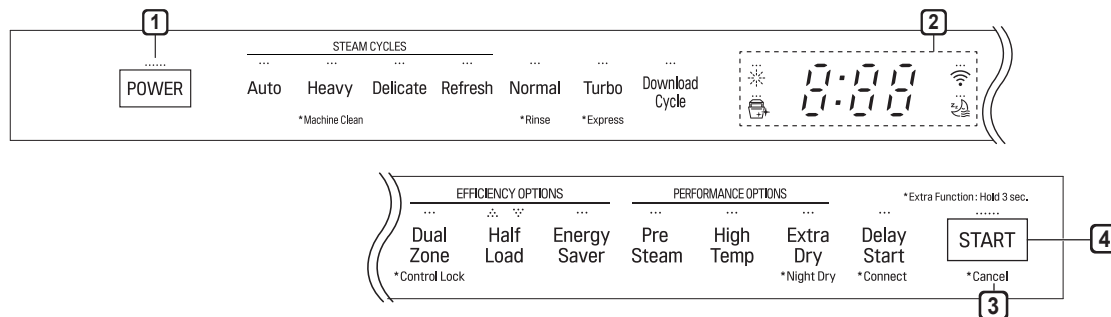 1
2
STEAM CYCLES
POWER
Auto Heavy Delicate Refresh Normal Turbo Download
Cycle
*Machine Clean *Rinse *Express
8:88
zz
EFFICIENCY OPTIONS PERFORMANCE OPTIONS *Extra Function : Hold 3 sec.
Dual Half Energy Pre High Extra Delay START
Zone Load Saver Steam Temp Dry Start
*Control Lock *Night Dry *Connect *Cancel
4
3